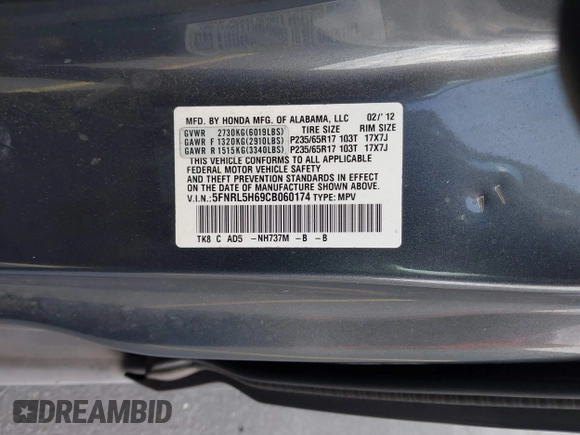 MFD. BY HONDA MFG. OF ALABAMA, LLC 02/'12
GVWR 2730KG(6019LBS) TIRE SIZE RIM SIZE
GAWR F 1320KG(2910LBS) P235/65R17 103T 17X7J
GAWR R 1515KG(3340LBS) P235/65R17 103T 17X7J
THIS VEHICLE CONFORMS TO ALL APPLICABLE
FEDERAL MOTOR VEHICLE SAFETY
AND THEFT PREVENTION STANDARDS IN EFFECT
ON THE DATE OF MANUFACTURE SHOWN ABOVE.
V.I.N.:5FNRL5H69CB060174 TYPE: MPV
TK8 C AD5 -NH737M -B -B
DREAMBID